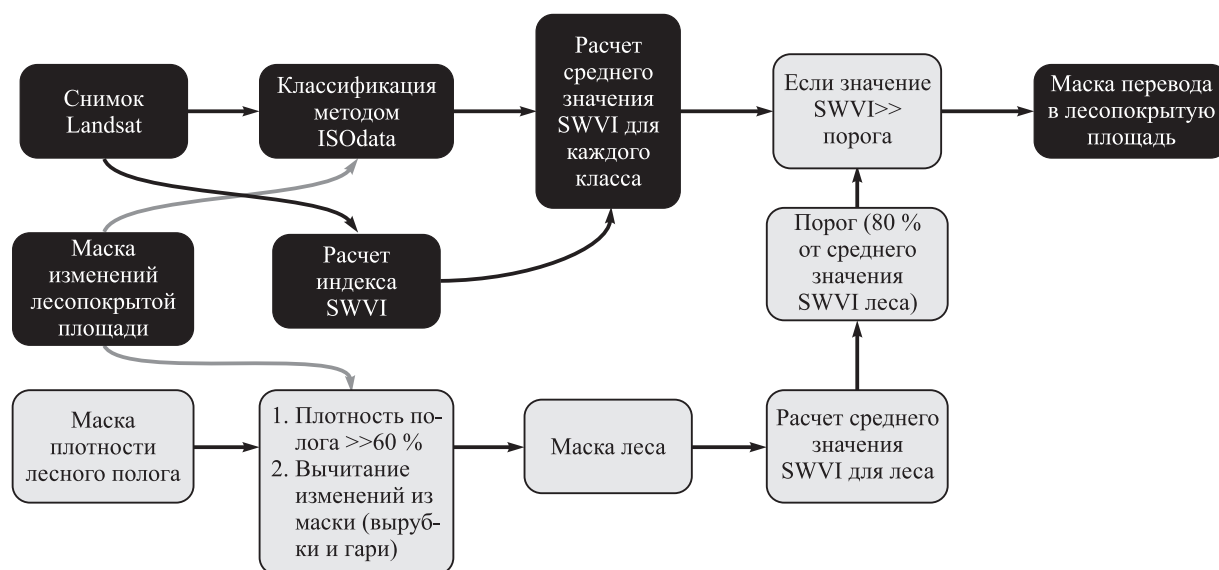 Снимок
Landsat
Классификация
методом
ISOdata
Расчет
среднего
значения
SWVI для
каждого
класса
Если значение
SWVI>>
порога
Маска перевода
в лесопокрытую
площадь
Маска
изменений
лесопокрытой
площади
Расчет
индекса
SWVI
Порог (80 %
от среднего
значения
SWVI леса)
Маска
плотности
лесного полога
1. Плотность по-
лога >>60 %
2. Вычитание
изменений из
маски (выруб-
ки и гари)
Маска леса
Расчет среднего
значения
SWVI для леса